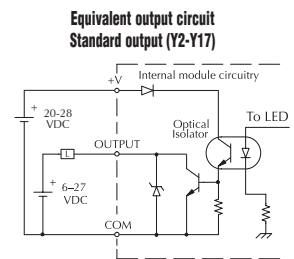 Equivalent output circuit
Standard output (Y2-Y17)
+V
Internal module circuitry
+
20-28
VDC
Optical
Isolator
To LED
OUTPUT
L
+
6–27
VDC
COM